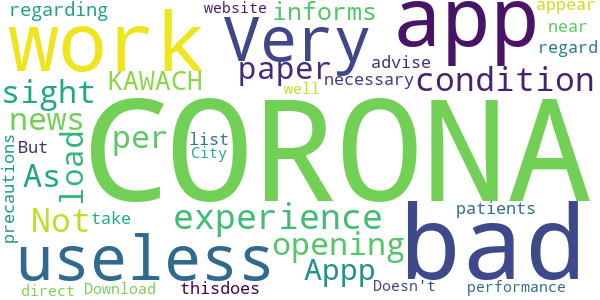 regarding website informs appear
work Very app near
regard
paper advise
sight KAWACH necessary condition
well
news CORONA
per list
City
precautions But load
As
Not take experience patients bad
useless opening
Appp Doesn't performance
direct Download thisdoes